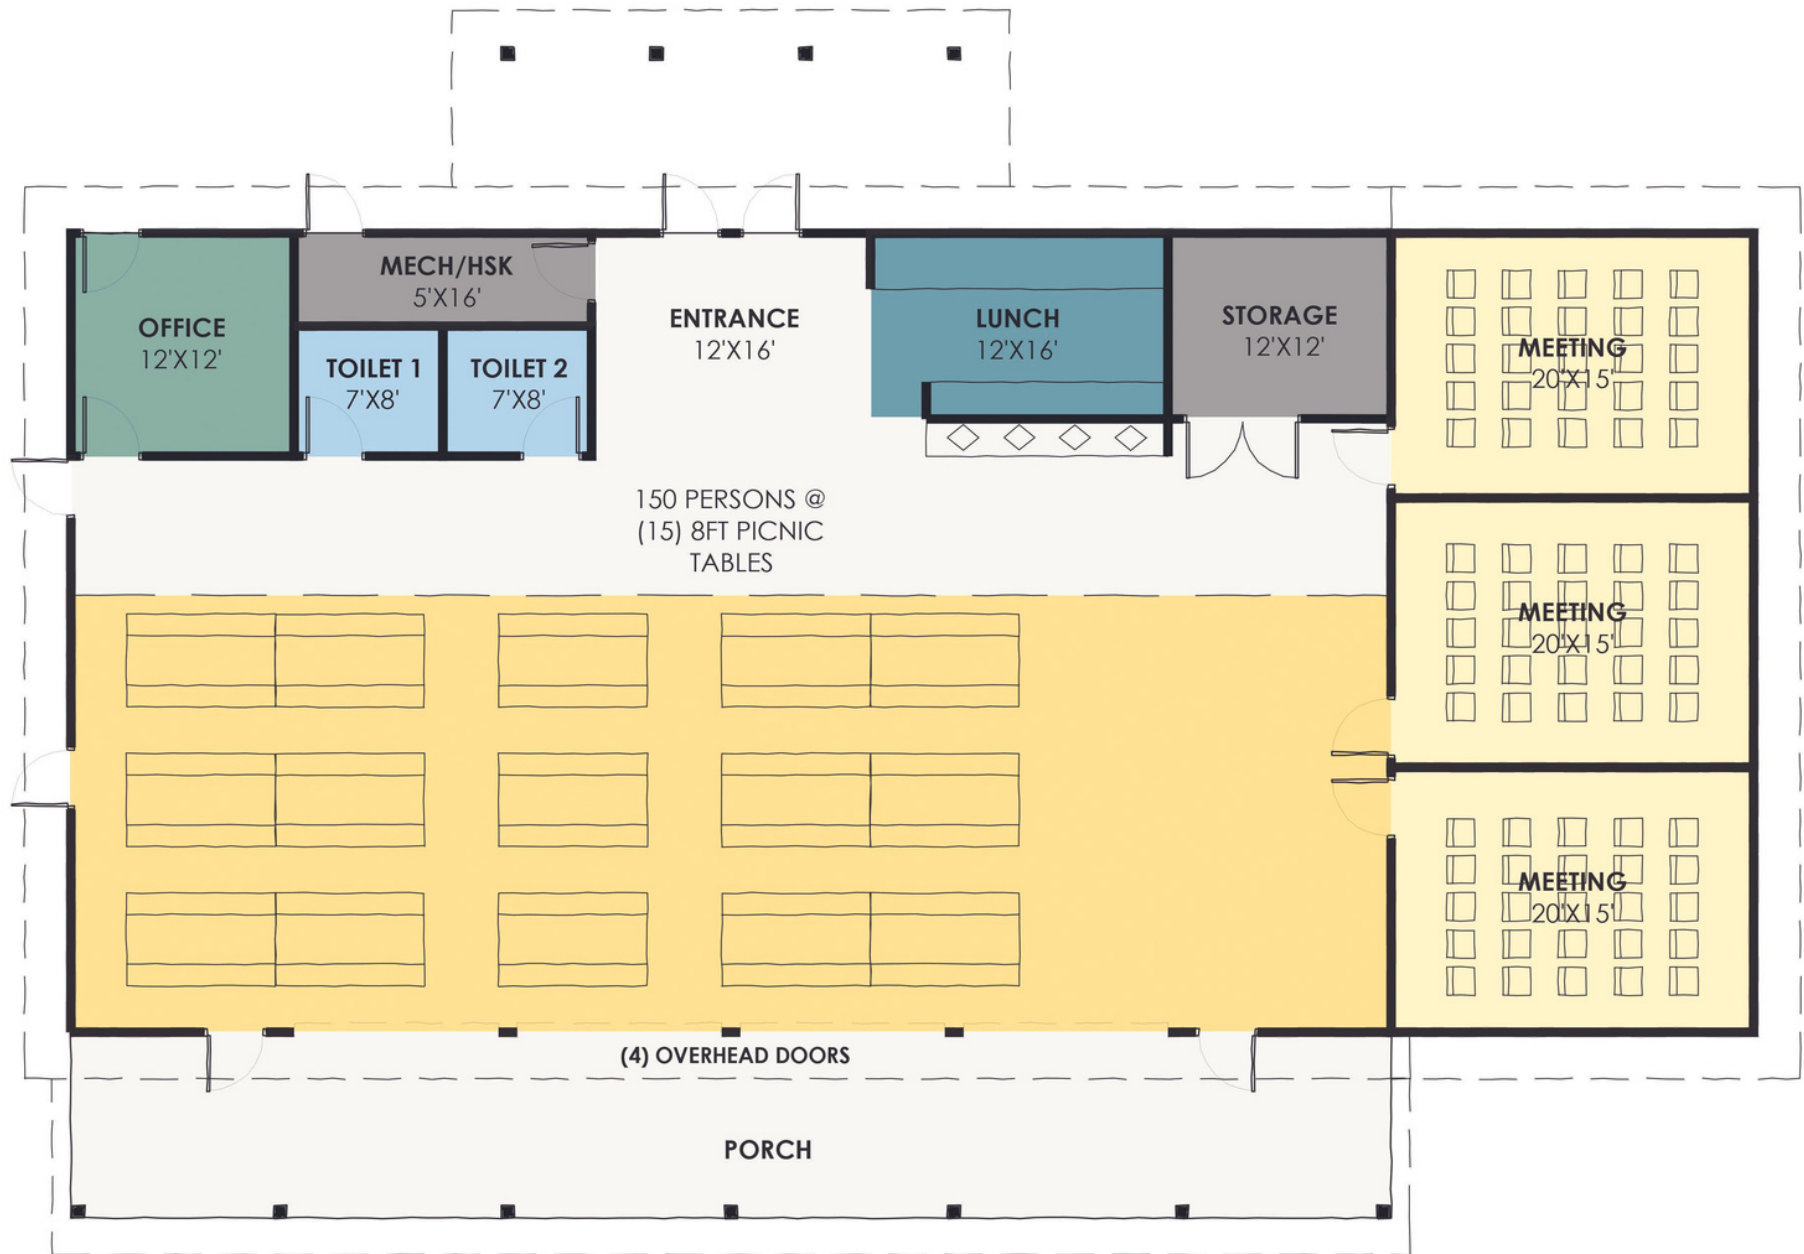 MECH/HSK
5'X16'
OFFICE
12'X12'
TOILET 1
7'X8'
TOILET 2
7'X8'
ENTRANCE
12'X16'
LUNCH
12'X16'
STORAGE
12'X12'
MEETING
20'X15'
150 PERSONS @
(15) 8FT PICNIC
TABLES
MEETING
20'X15'
MEETING
20'X15'
(4) OVERHEAD DOORS
PORCH